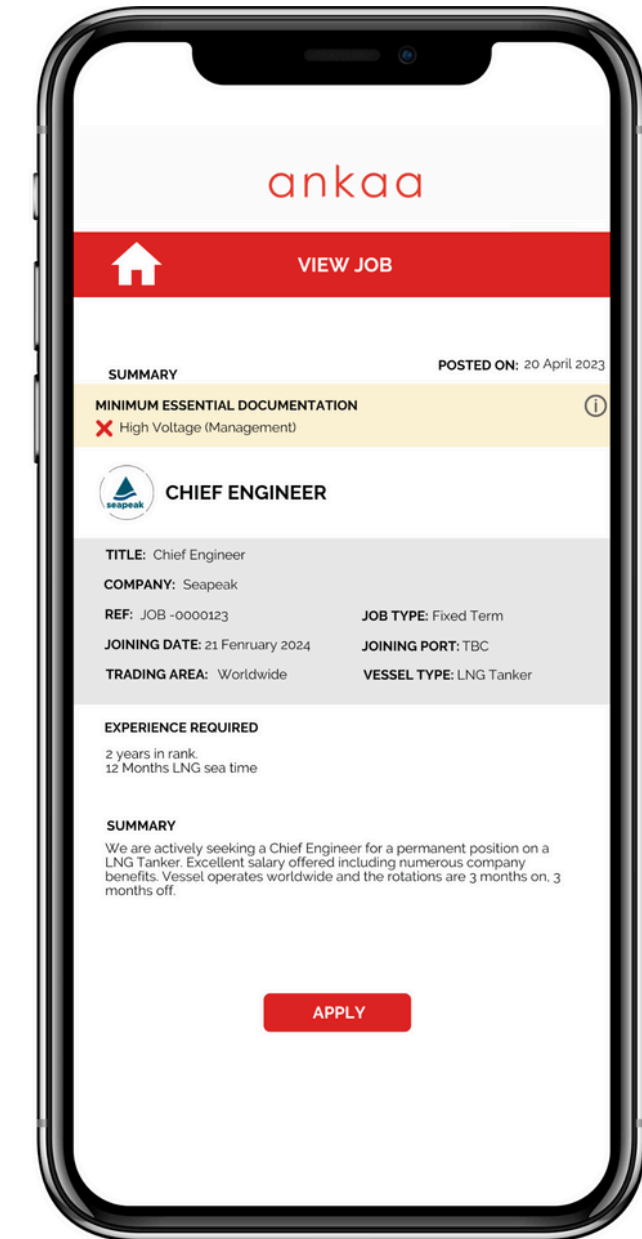 ankaa
VIEW JOB
POSTED ON: 20 April 2023
SUMMARY
MINIMUM ESSENTIAL DOCUMENTATION
High Voltage (Management)
seapeak
CHIEF ENGINEER
TITLE: Chief Engineer
COMPANY: Seapeak
REF: JOB -0000123
JOB TYPE: Fixed Term
JOINING DATE: 21 Fenruary 2024
JOINING PORT: TBC
TRADING AREA: Worldwide
VESSEL TYPE: LNG Tanker
EXPERIENCE REQUIRED
2 years in rank.
12 Months LNG sea time
SUMMARY
We are actively seeking a Chief Engineer for a permanent position on a
LNG Tanker. Excellent salary offered including numerous company
benefits. Vessel operates worldwide and the rotations are 3 months on, 3
months off.
APPLY